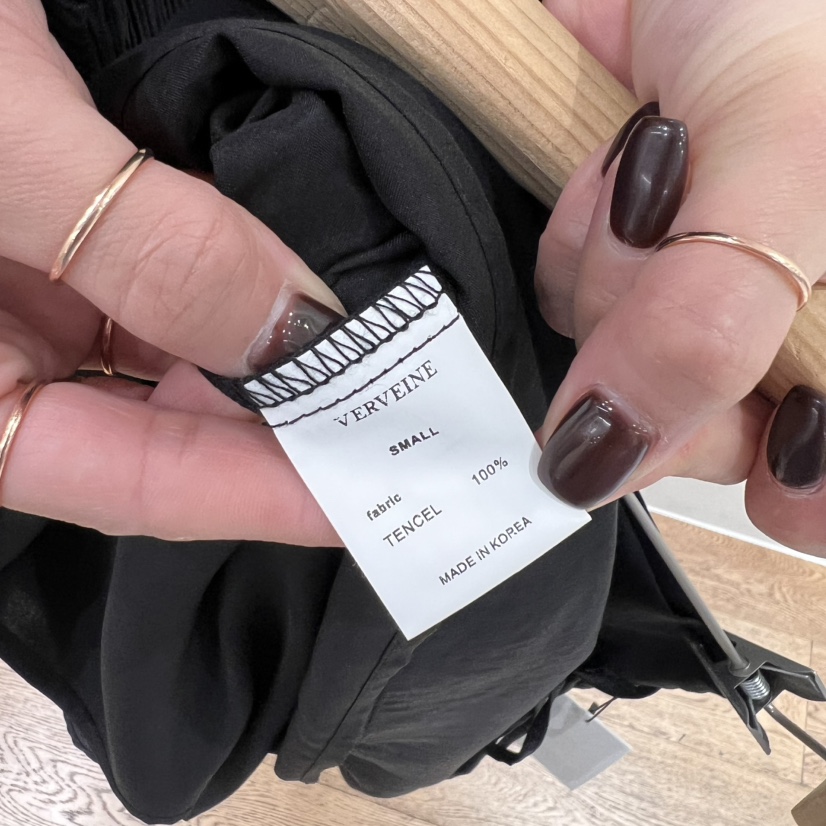 VERVEINE
SMALL
fabric 100%
TENCEL
MADE IN KOREA